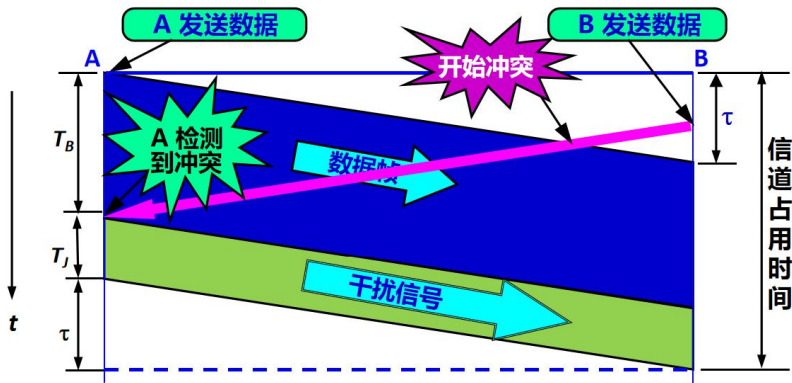 A 发送数据
B 发送数据
A
B
开始冲突
T_B
A 检测
到冲突
数据帧
τ
信道占用时间
T_J
干扰信号
t
τ